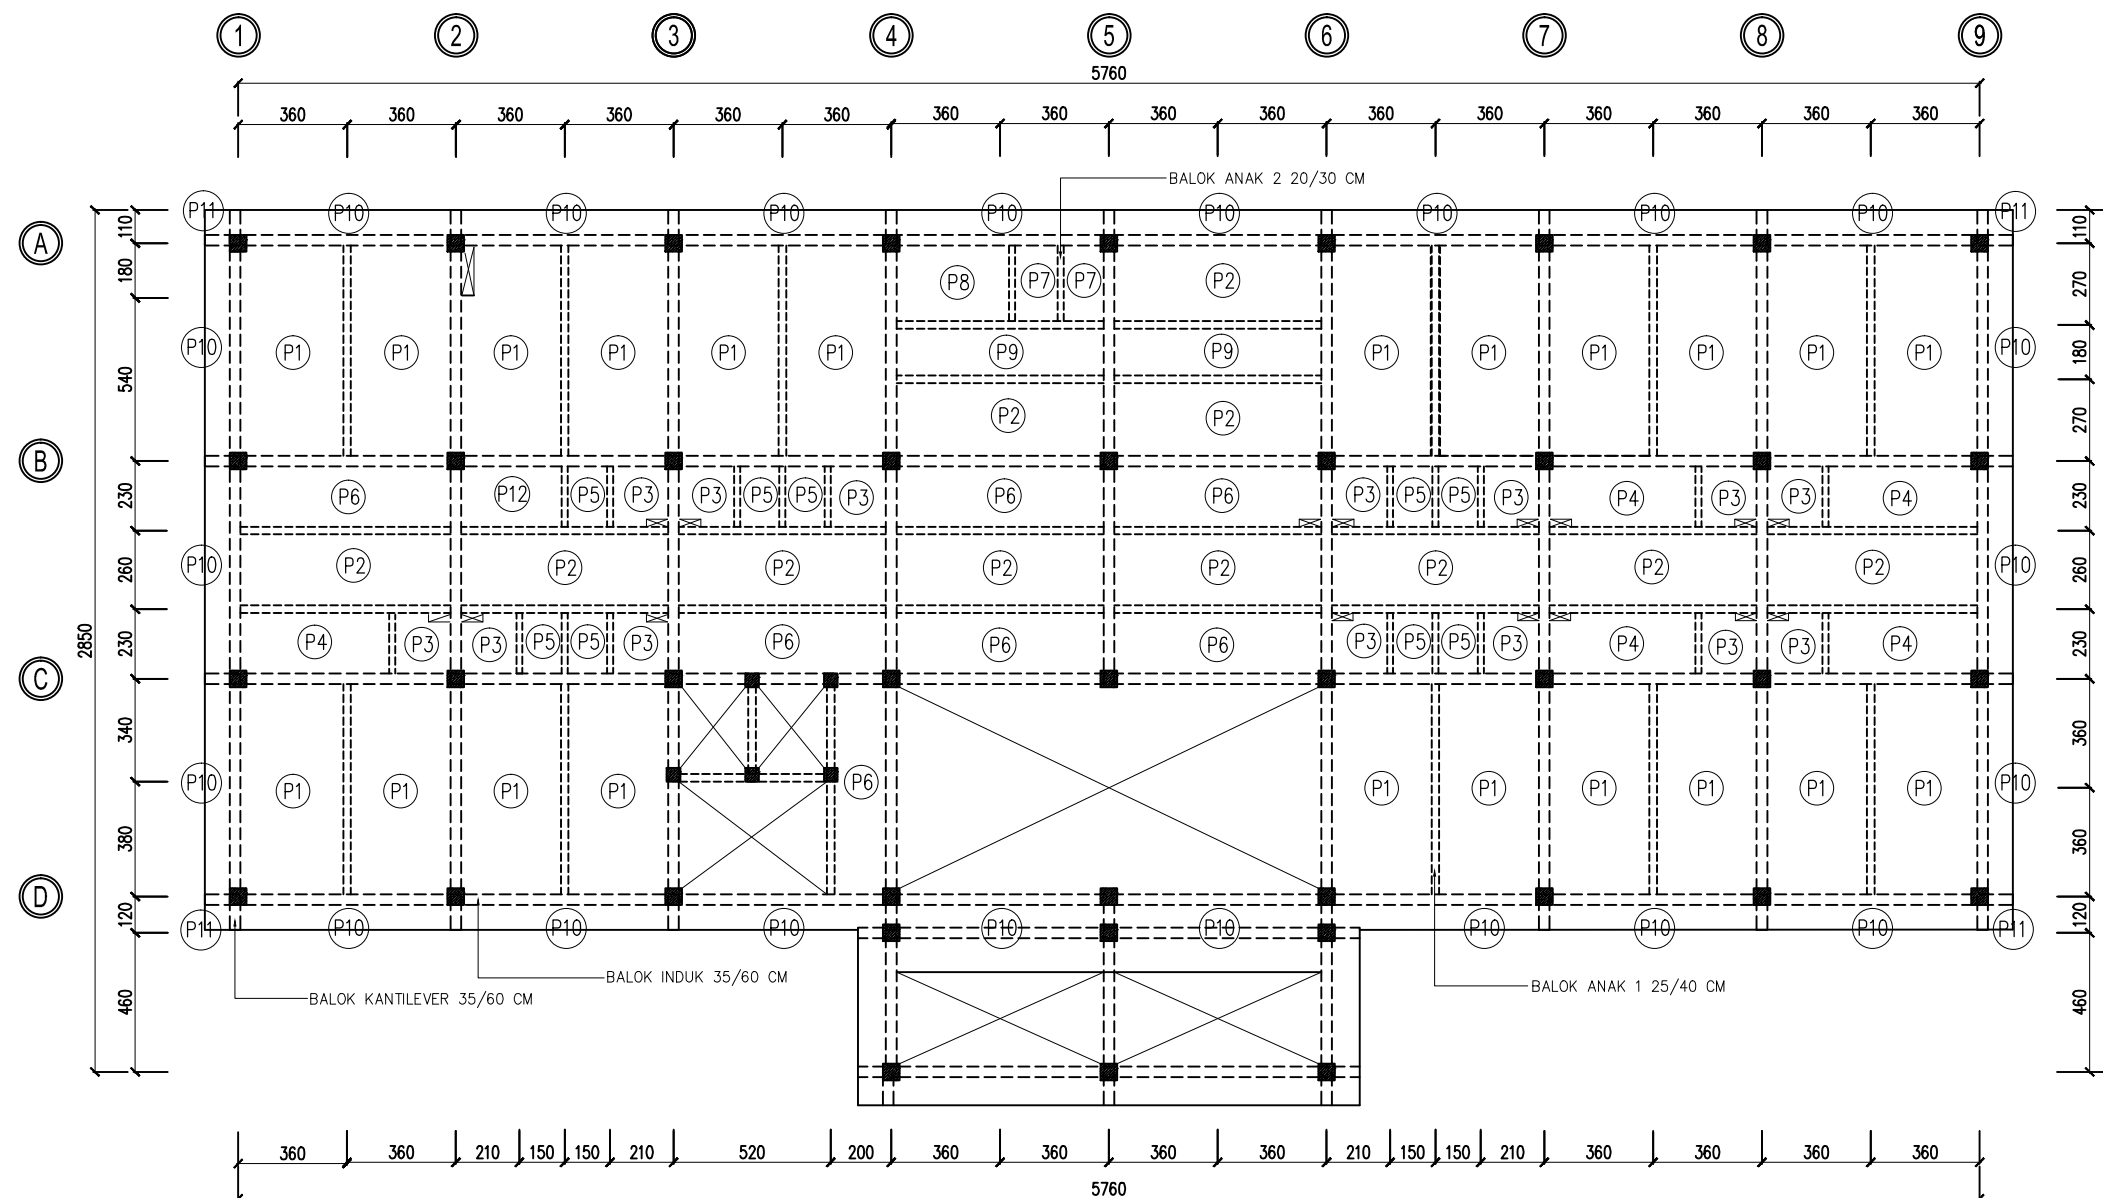 1 2 3 4 5 6 7 8 9
5760
360 360 360 360 360 360 360 360 360 360 360 360 360 360 360 360
BALOK ANAK 2 20/30 CM
P11 P10 P10 P10 P10 P10 P10 P10 P10 P11
110 110
A
180 P8 P7 P7 P2 270
P10 P1 P1 P1 P1 P1 P1 P9 P9 P1 P1 P1 P1 P1 P1 P10
540 180
P2 P2 270
B
230 P6 P12 P5 P3 P3 P5 P5 P3 P6 P6 P3 P5 P5 P3 P4 P3 P3 P4 230
260 P10 P2 P2 P2 P2 P2 P2 P2 P2 P10 260
2850
230 P4 P3 P3 P5 P5 P3 P6 P6 P6 P3 P5 P5 P3 P4 P3 P3 P4 230
C
340 360
P10 P1 P1 P1 P1 P6 P1 P1 P1 P1 P1 P1 P10
380 360
D
120 120
P11 P10 P10 P10 P10 P10 P10 P10 P10 P11
BALOK INDUK 35/60 CM
BALOK ANAK 1 25/40 CM
BALOK KANTILEVER 35/60 CM
460 460
360 360 210 150 150 210 520 200 360 360 360 360 210 150 150 210 360 360 360 360
5760